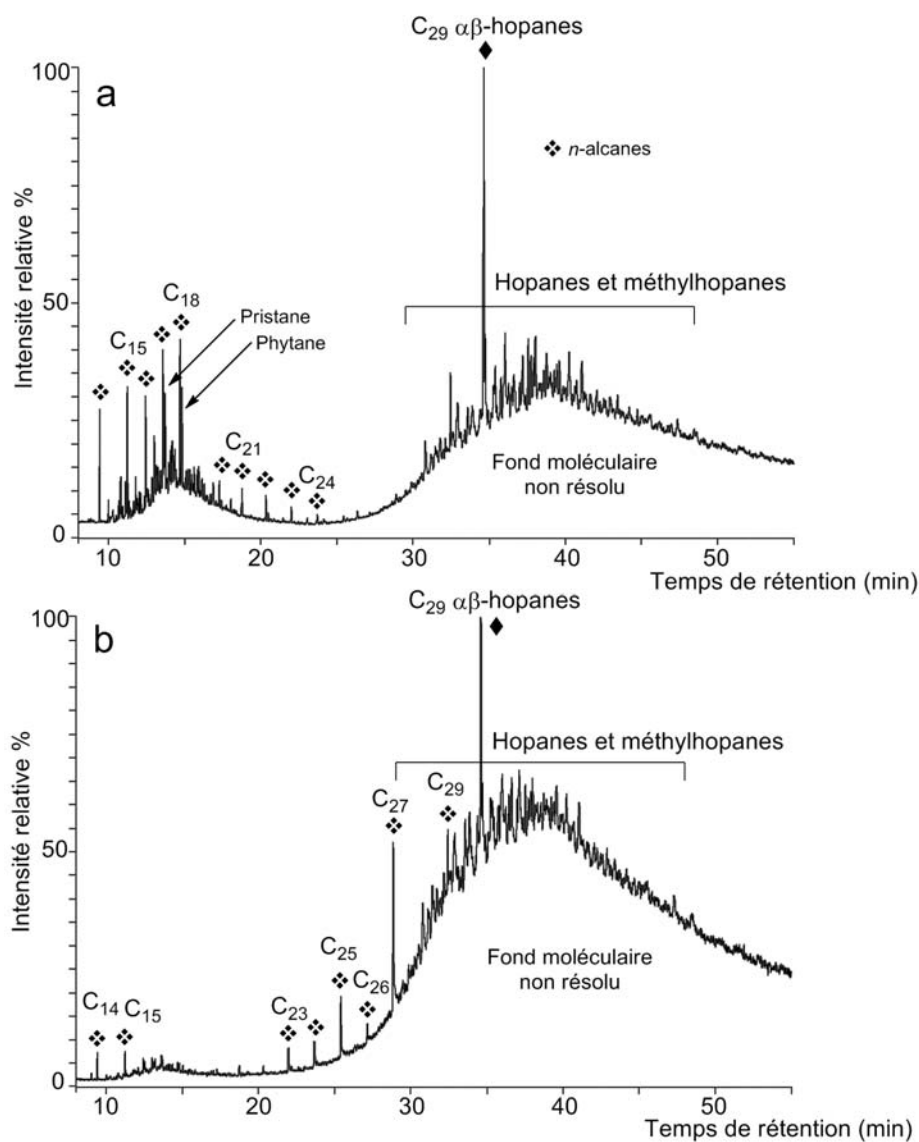 C29 αβ-hopanes
100
a
n-alcanes
Intensité relative %
Hopanes et méthylhopanes
50
C18
Pristane
C15
Phytane
C21
C24
Fond moléculaire
non résolu
0
10
20
30
40
50
Temps de rétention (min)
C29 αβ-hopanes
100
b
Intensité relative %
Hopanes et méthylhopanes
C27
C29
50
C25
Fond moléculaire
non résolu
C26
C23
C14
C15
0
10
20
30
40
50
Temps de rétention (min)